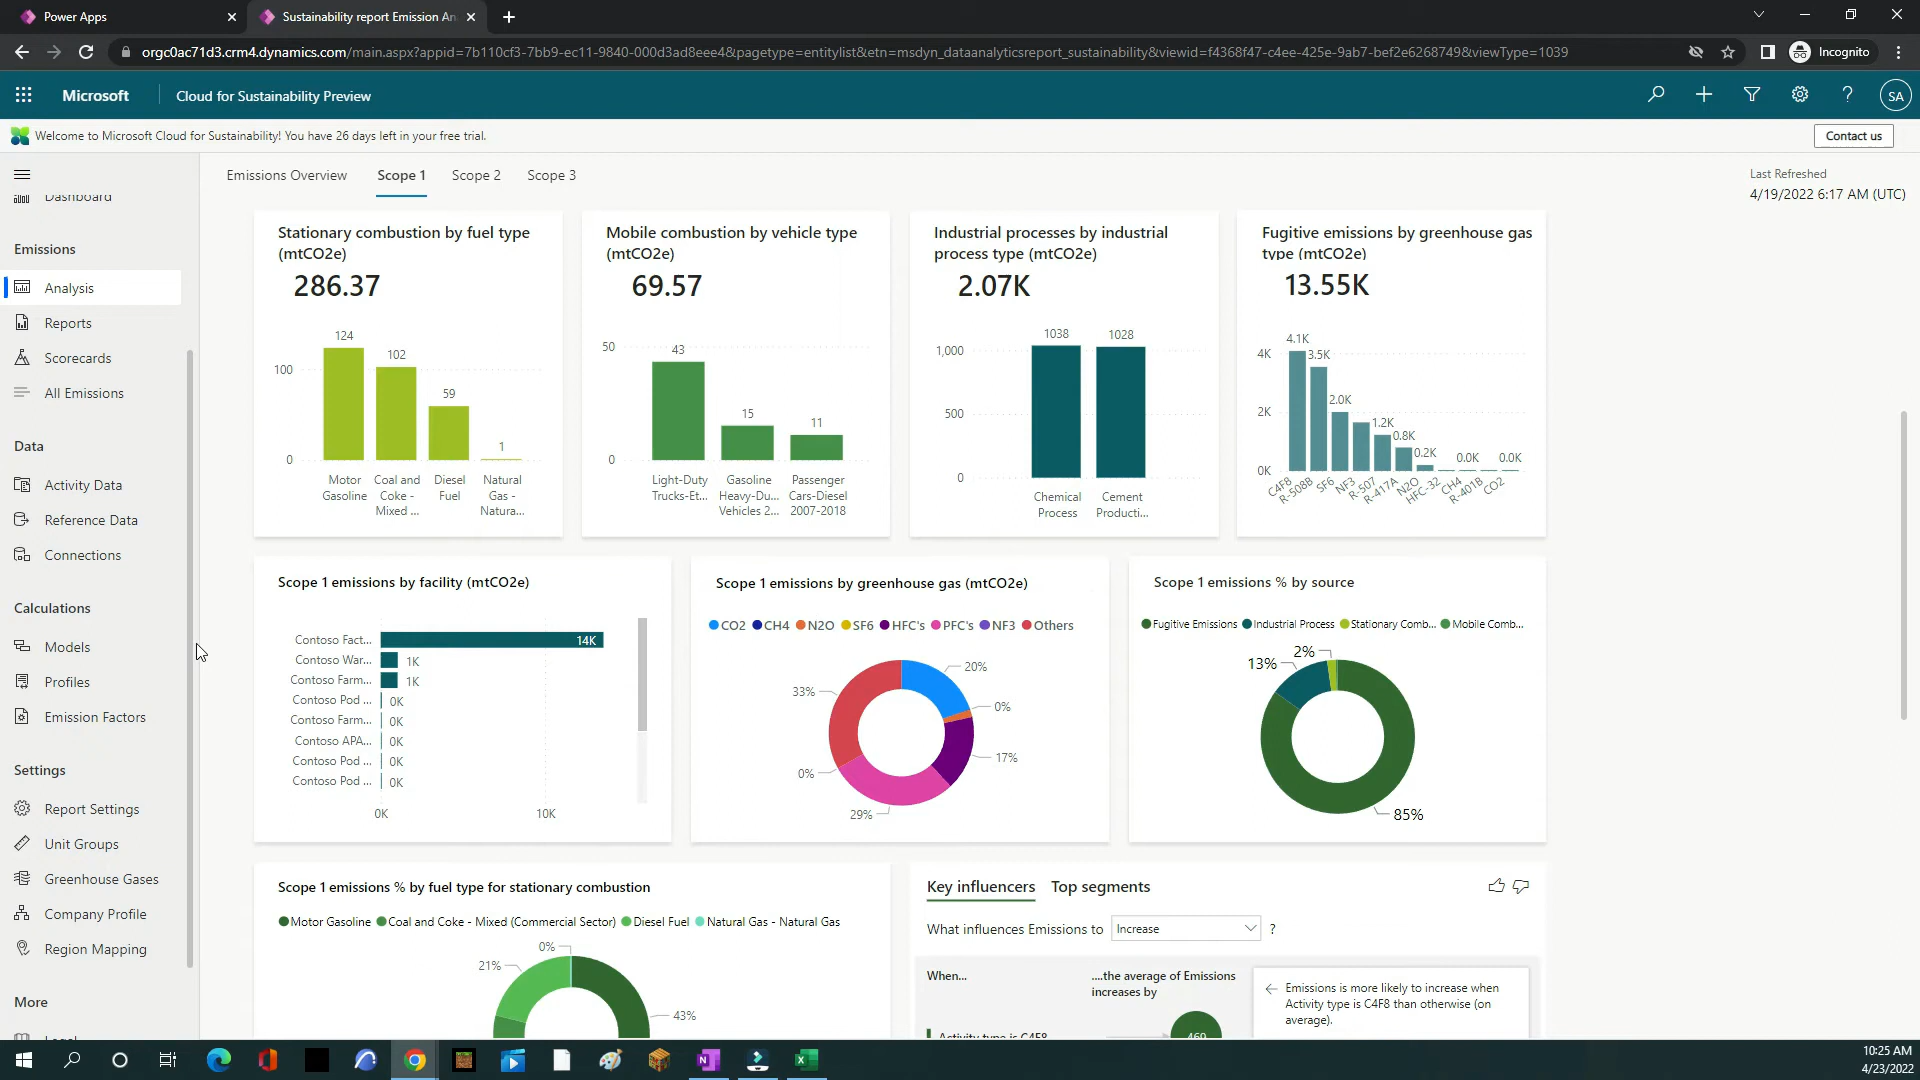 Power Apps
Sustainability report Emission An
orgc0ac71d3.crm4.dynamics.com/main.aspx?appid=7b110cf3-7bb9-ec11-9840-000d3ad8eee4&pagetype=entitylist&etn=msdyn_dataanalyticsreport_sustainability&viewid=f4368f47-c4ee-425e-9ab7-bef2e6268749&viewType=1039
Incognito
Microsoft
Cloud for Sustainability Preview
SA
Welcome to Microsoft Cloud for Sustainability! You have 26 days left in your free trial.
Contact us
Dashboard
Emissions
Analysis
Reports
Scorecards
All Emissions
Data
Activity Data
Reference Data
Connections
Calculations
Models
Profiles
Emission Factors
Settings
Report Settings
Unit Groups
Greenhouse Gases
Company Profile
Region Mapping
More
Legal
Emissions Overview
Scope 1
Scope 2
Scope 3
Last Refreshed
4/19/2022 6:17 AM (UTC)
Stationary combustion by fuel type
(mtCO2e)
286.37
124
102
100
59
1
0
Motor
Gasoline
Coal and
Coke -
Mixed ...
Diesel
Fuel
Natural
Gas -
Natura...
Mobile combustion by vehicle type
(mtCO2e)
69.57
50
43
15
11
0
Light-Duty
Trucks-Et...
Gasoline
Heavy-Du...
Vehicles 2...
Passenger
Cars-Diesel
2007-2018
Industrial processes by industrial
process type (mtCO2e)
2.07K
1038
1028
1,000
500
0
Chemical
Process
Cement
Producti...
Fugitive emissions by greenhouse gas
type (mtCO2e)
13.55K
4.1K
4K
3.5K
2.0K
2K
1.2K
0.8K
0.2K
0.0K
0.0K
0K
C4F8
R-508B
SF6
NF3
R-507
R-417A
N2O
HFC-32
CH4
R-401B
CO2
Scope 1 emissions by facility (mtCO2e)
Contoso Fact...
14K
Contoso War...
1K
Contoso Farm...
1K
Contoso Pod ...
0K
Contoso Farm...
0K
Contoso APA...
0K
Contoso Pod ...
0K
Contoso Pod ...
0K
0K
10K
Scope 1 emissions by greenhouse gas (mtCO2e)
CO2 CH4 N2O SF6 HFC's PFC's NF3 Others
20%
33%
0%
17%
0%
29%
Scope 1 emissions % by source
Fugitive Emissions Industrial Process Stationary Comb... Mobile Comb...
2%
13%
85%
Scope 1 emissions % by fuel type for stationary combustion
Motor Gasoline Coal and Coke - Mixed (Commercial Sector) Diesel Fuel Natural Gas - Natural Gas
0%
21%
43%
Key influencers
Top segments
What influences Emissions to
Increase
?
When...
....the average of Emissions
increases by
Emissions is more likely to increase when
Activity type is C4F8 than otherwise (on
average).
Activity type is C4F8
460
10:25 AM
4/23/2022